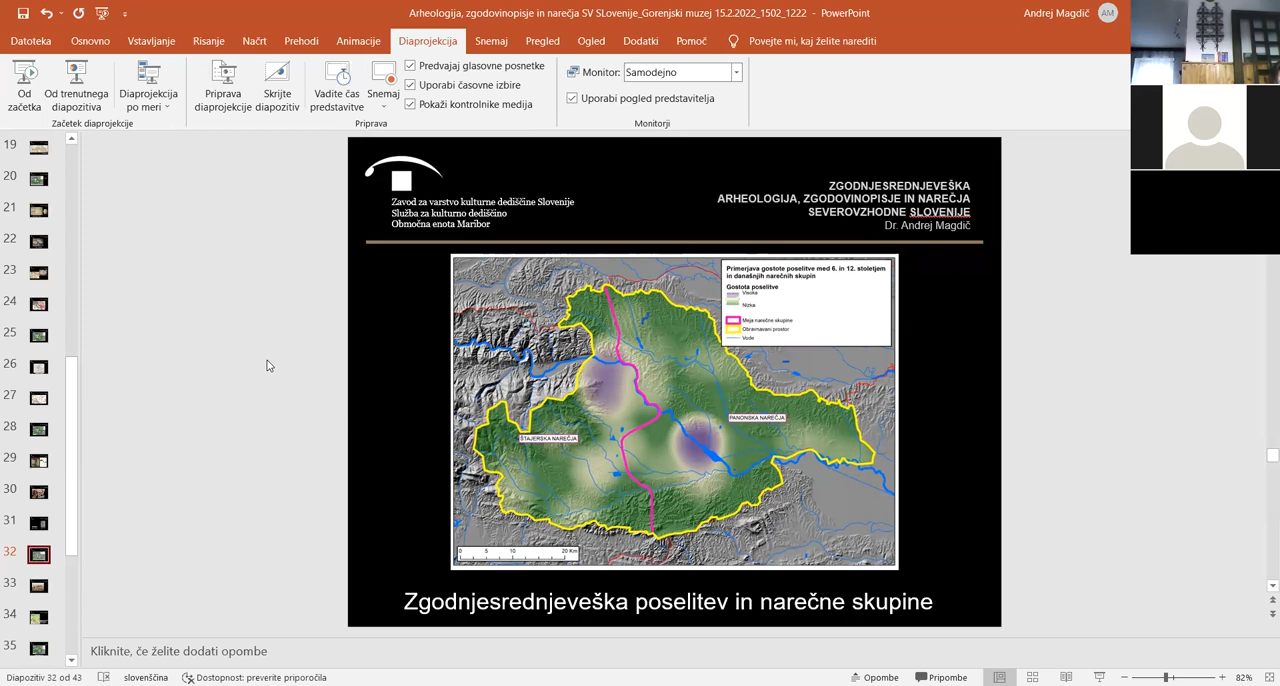 Arheologija, zgodovinopisje in narečja SV SLovenije_Gorenjski muzej 15.2.2022_1502_1222 - PowerPoint
Andrej Magdič
AM
Datoteka Osnovno Vstavljanje Risanje Načrt Prehodi Animacije Diaprojekcija Snemaj Pregled Ogled Dodatki Pomoč Povejte mi, kaj želite narediti
Od začetka
Od trenutnega diapozitiva
Diaprojekcija po meri
Začetek diaprojekcije
Priprava diaprojekcije
Skrijte diapozitiv
Vadite čas predstavitve
Snemaj
Predvajaj glasovne posnetke
Uporabi časovne izbire
Pokaži kontrolnike medija
Priprava
Monitor: Samodejno
Uporabi pogled predstavitelja
Monitorji
19
20
21
22
23
24
25
26
27
28
29
30
31
32
33
34
35
Zavod za varstvo kulturne dediščine Slovenije
Služba za kulturno dediščino
Območna enota Maribor
ZGODNJESREDNJEVEŠKA
ARHEOLOGIJA, ZGODOVINOPISJE IN NAREČJA
SEVEROVZHODNE SLOVENIJE
Dr. Andrej Magdič
Primerjava gostote poselitve med 6. in 12. stoletjem
in današnjih narečnih skupin
Gostota poselitve
Visoka
Nizka
Meja narečne skupine
Obravnavani prostor
Vode
ŠTAJERSKA NAREČJA
PANONSKA NAREČJA
0 5 10 20 Km
Zgodnjesrednjeveška poselitev in narečne skupine
Kliknite, če želite dodati opombe
Diapozitiv 32 od 43 slovenščina Dostopnost: preverite priporočila Opombe Pripombe 82%